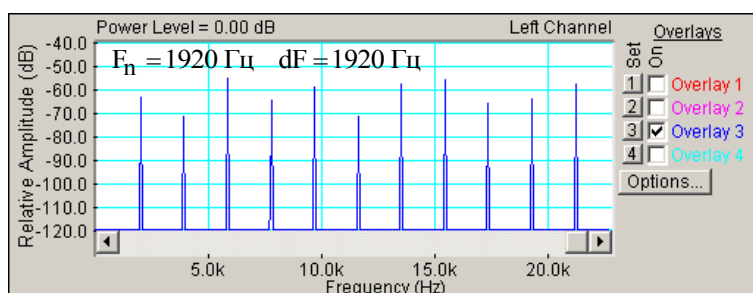 Power Level = 0.00 dB
Left Channel
Overlays
Set
On
Fn = 1920 Гц dF = 1920 Гц
Relative Amplitude (dB)
-40.0
-50.0
-60.0
-70.0
-80.0
-90.0
-100.0
-110.0
-120.0
1 Overlay 1
2 Overlay 2
3 Overlay 3
4 Overlay 4
Options...
5.0k 10.0k 15.0k 20.0k
Frequency (Hz)